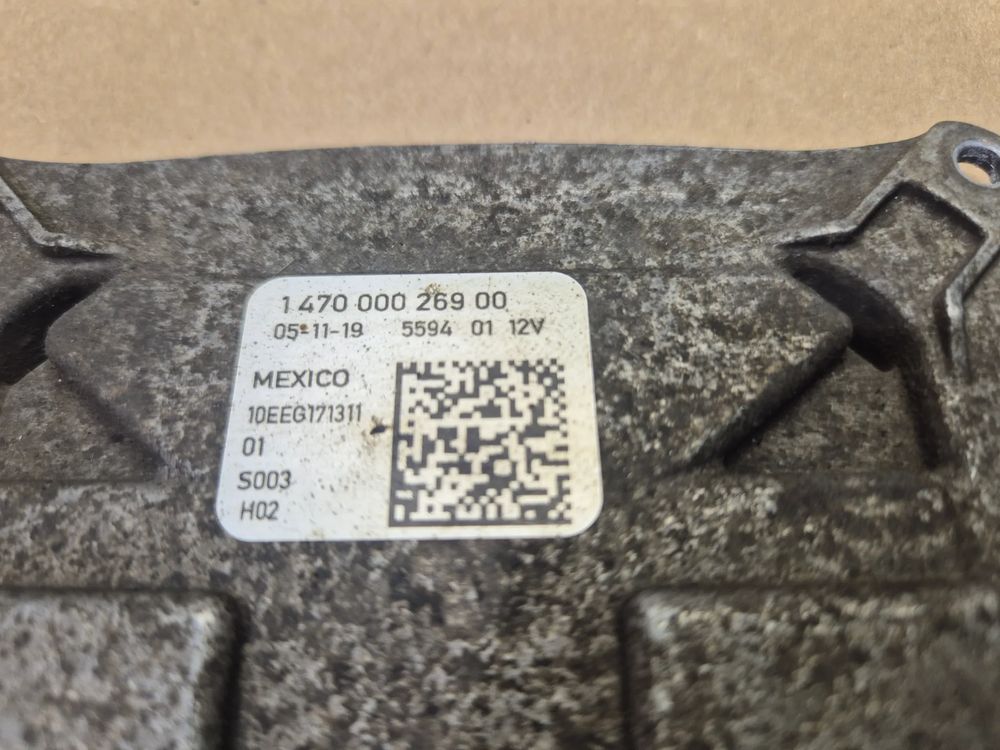 1 470 000 269 00
05-11-19 5594 01 12V
MEXICO
10EEG171311
01
S003
H02